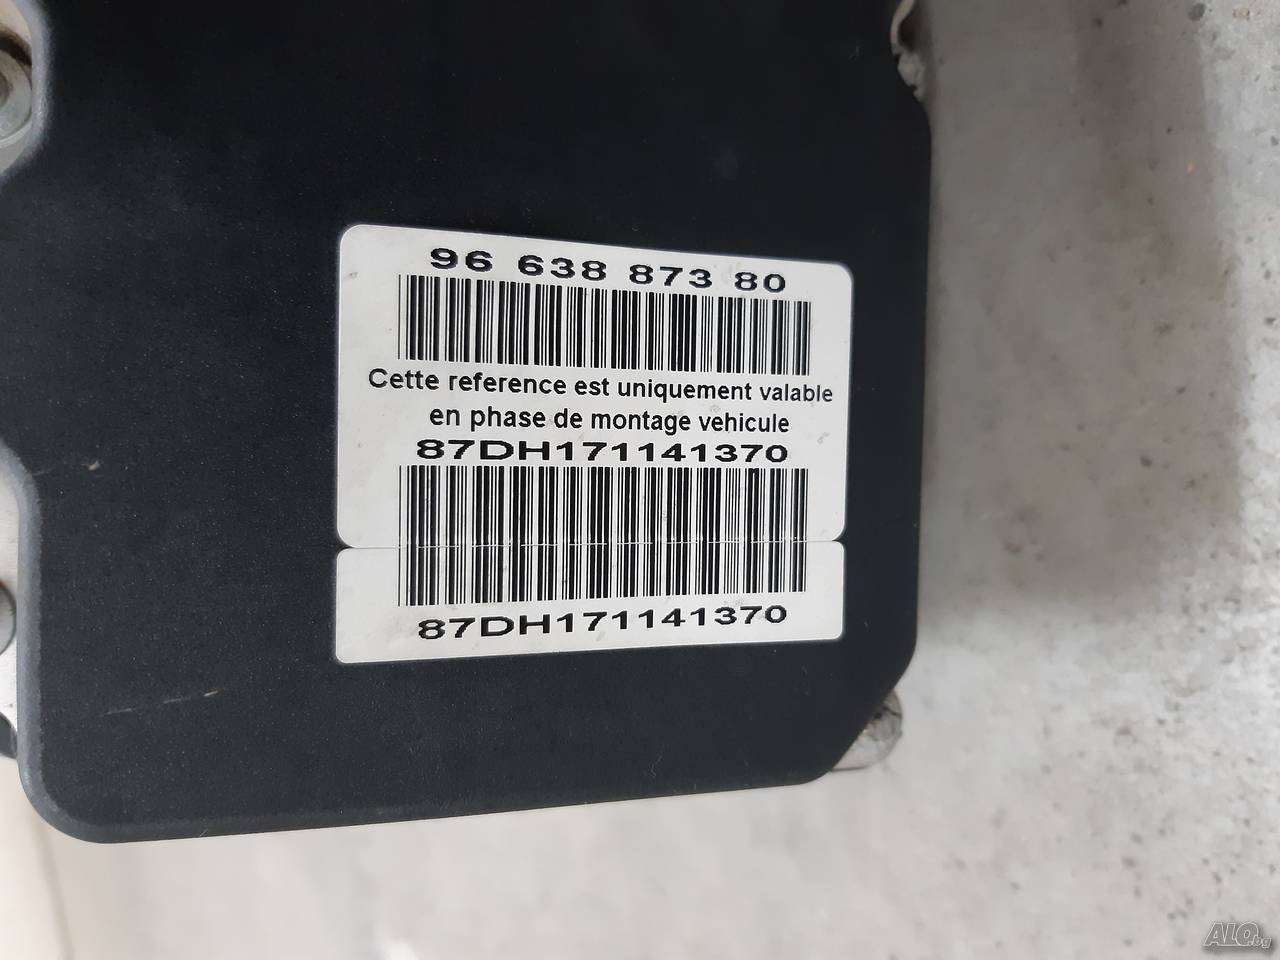 96 638 873 80
Cette reference est uniquement valable
en phase de montage vehicule
87DH171141370
87DH171141370
ALO.bg